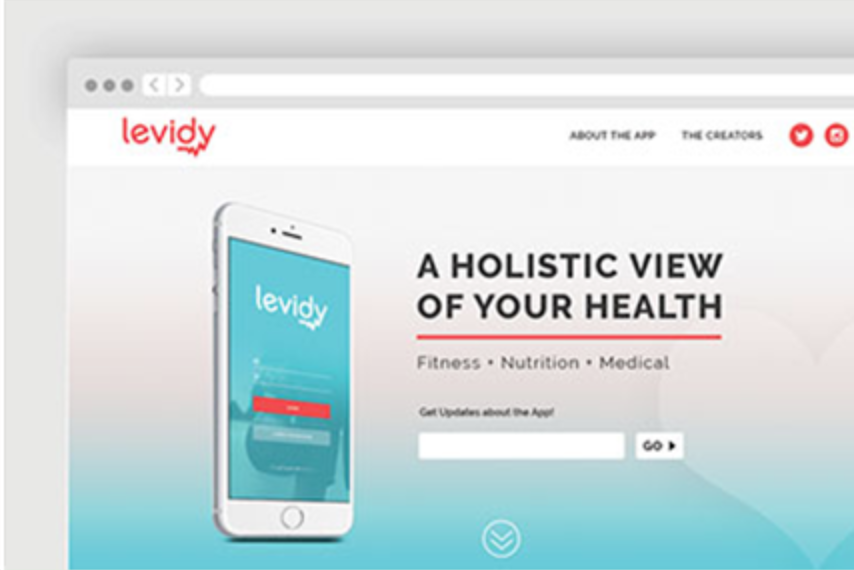 levidy
ABOUT THE APP THE CREATORS
levidy
A HOLISTIC VIEW
OF YOUR HEALTH
Fitness • Nutrition • Medical
Get Updates about the App!
GO